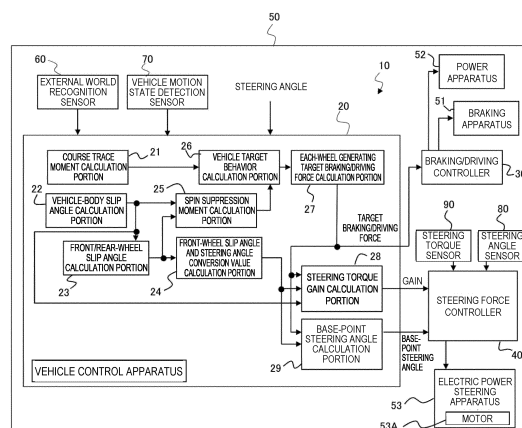 50
60
70
EXTERNAL WORLD
RECOGNITION
SENSOR
VEHICLE MOTION
STATE DETECTION
SENSOR
STEERING ANGLE
10
52
POWER
APPARATUS
51
BRAKING APPARATUS
20
COURSE TRACE
MOMENT CALCULATION
PORTION
21
26
VEHICLE TARGET
BEHAVIOR
CALCULATION PORTION
EACH-WHEEL GENERATING
TARGET BRAKING/DRIVING
FORCE CALCULATION PORTION
27
BRAKING/DRIVING
CONTROLLER
30
22
VEHICLE-BODY SLIP
ANGLE CALCULATION
PORTION
25
SPIN SUPPRESSION
MOMENT CALCULATION
PORTION
TARGET
BRAKING/DRIVING
FORCE
90
80
STEERING
TORQUE
SENSOR
STEERING
ANGLE
SENSOR
FRONT/REAR-WHEEL
SLIP ANGLE
CALCULATION PORTION
23
FRONT-WHEEL SLIP ANGLE
AND STEERING ANGLE
CONVERSION VALUE
CALCULATION PORTION
24
28
STEERING TORQUE
GAIN CALCULATION
PORTION
GAIN
STEERING FORCE
CONTROLLER
40
BASE-POINT
STEERING ANGLE
CALCULATION
PORTION
29
BASE-
POINT
STEERING
ANGLE
VEHICLE CONTROL APPARATUS
53
ELECTRIC POWER
STEERING
APPARATUS
MOTOR
53A